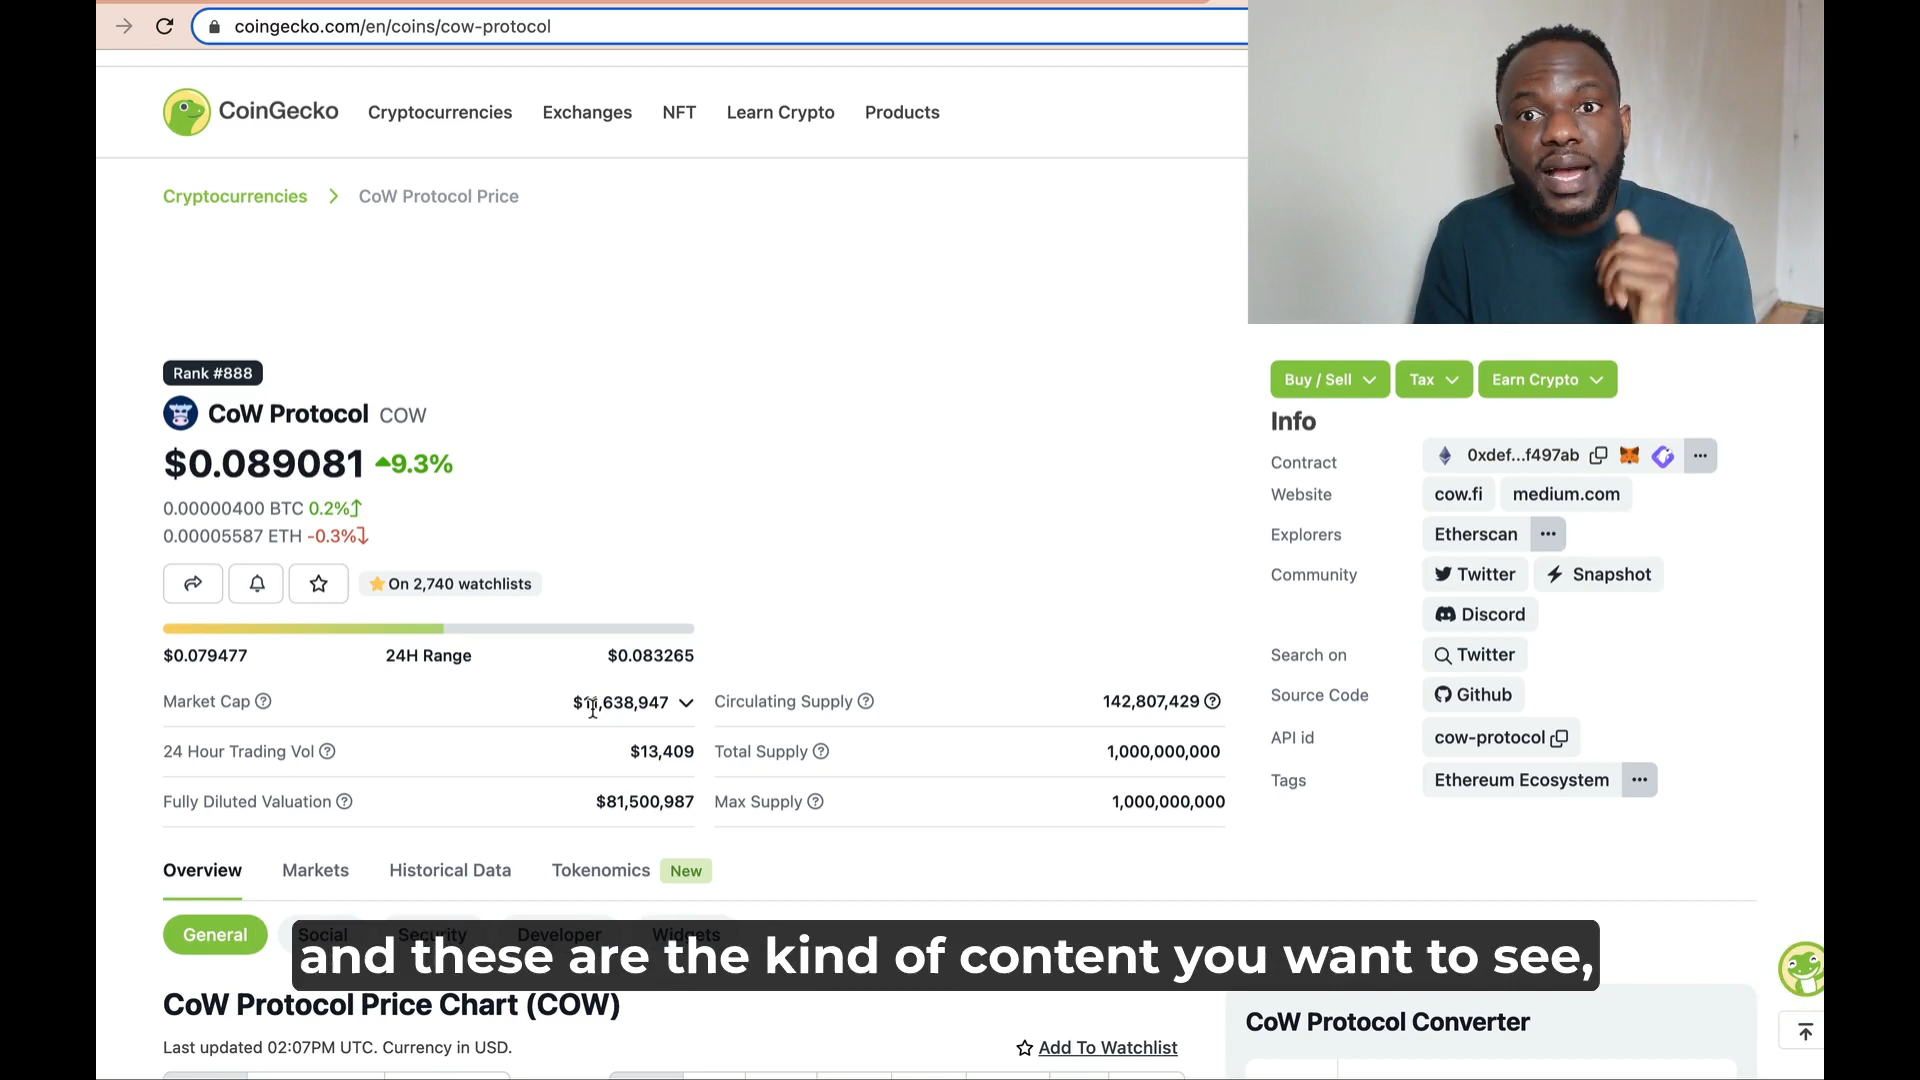 coingecko.com/en/coins/cow-protocol
CoinGecko
Cryptocurrencies
Exchanges
NFT
Learn Crypto
Products
Cryptocurrencies
CoW Protocol Price
Rank #888
CoW Protocol COW
$0.089081 9.3%
0.00000400 BTC 0.2%
0.00005587 ETH -0.3%
On 2,740 watchlists
$0.079477
24H Range
$0.083265
Market Cap
638,947
Circulating Supply
142,807,429
24 Hour Trading Vol
$13,409
Total Supply
1,000,000,000
Fully Diluted Valuation
$81,500,987
Max Supply
1,000,000,000
Buy / Sell
Tax
Earn Crypto
Info
Contract
0xdef...f497ab
Website
cow.fi
medium.com
Explorers
Etherscan
Community
Twitter
Snapshot
Discord
Search on
Twitter
Source Code
Github
API id
cow-protocol
Tags
Ethereum Ecosystem
Overview
Markets
Historical Data
Tokenomics
New
General
Social
Security
Developer
Widgets
and these are the kind of content you want to see,
CoW Protocol Price Chart (COW)
Last updated 02:07PM UTC. Currency in USD.
Add To Watchlist
CoW Protocol Converter